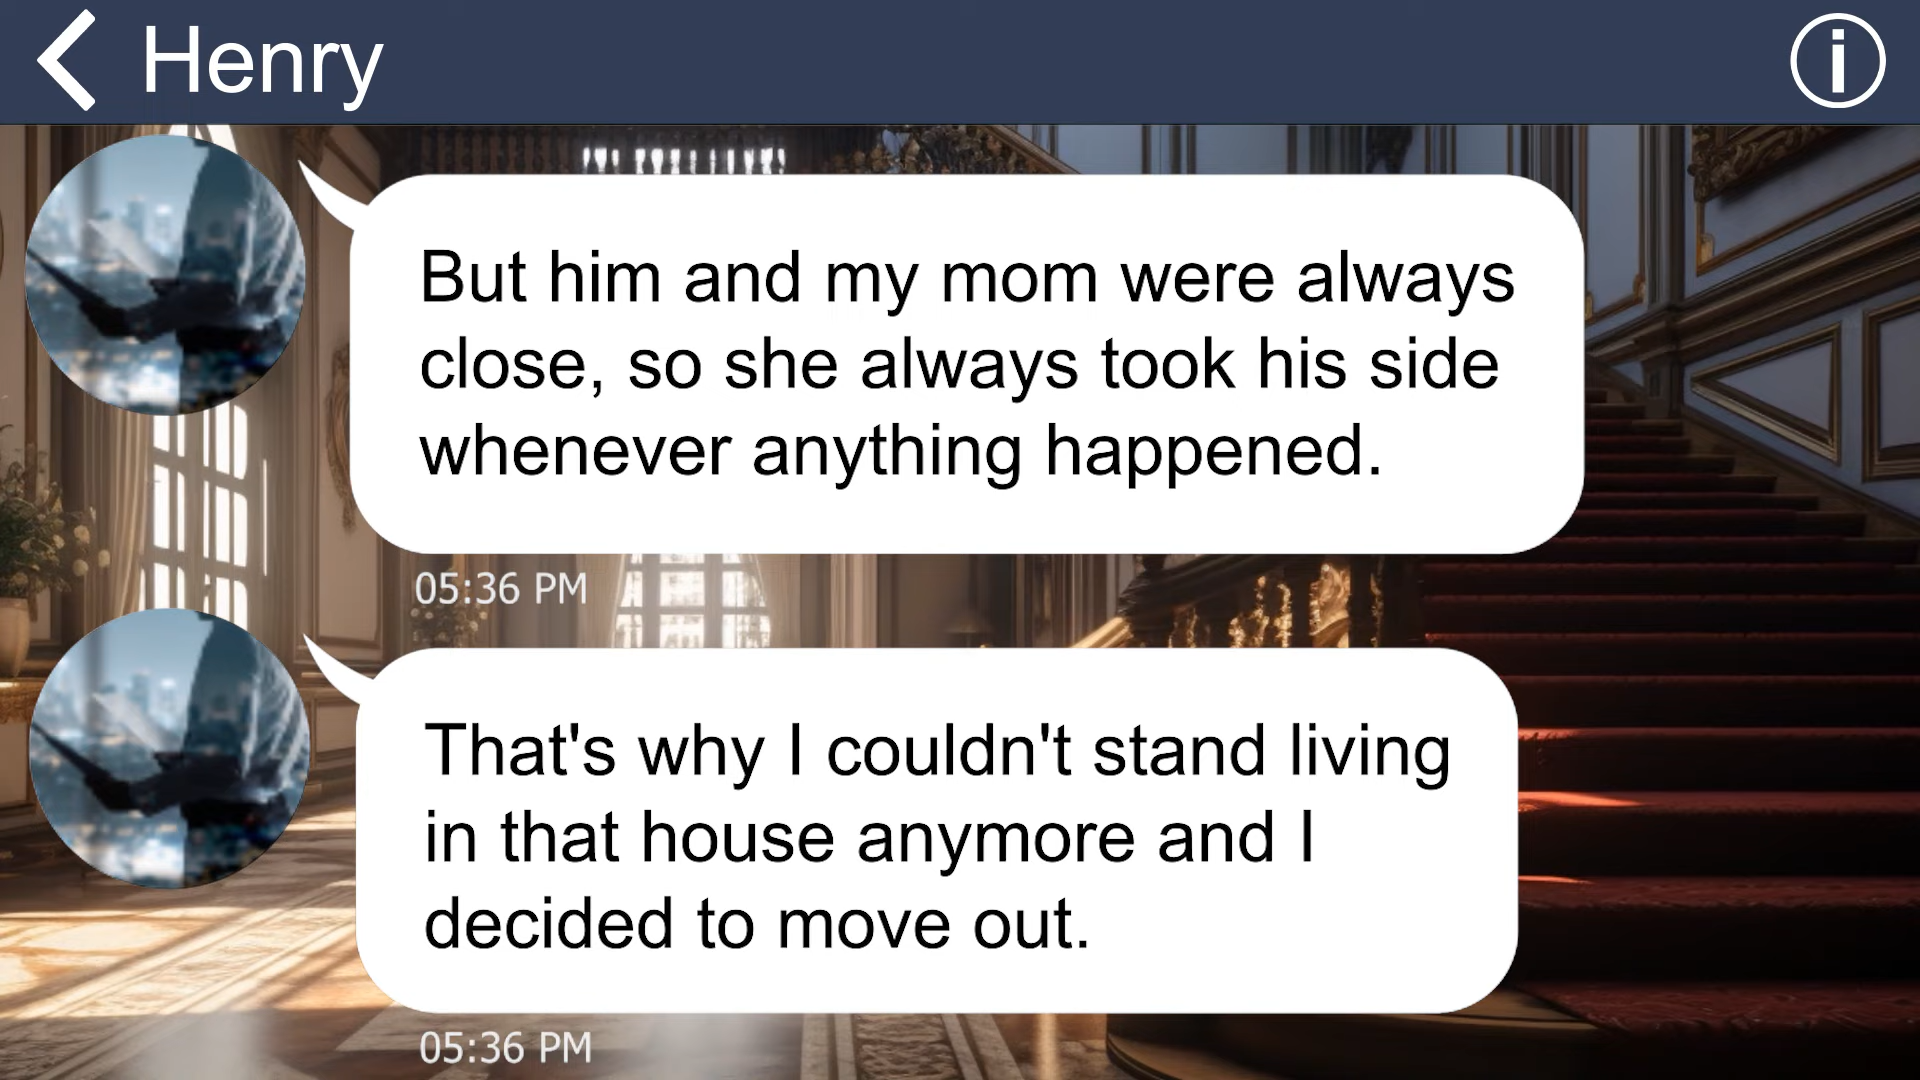 Henry
But him and my mom were always
close, so she always took his side
whenever anything happened.
05:36 PM
That's why I couldn't stand living
in that house anymore and I
decided to move out.
05:36 PM